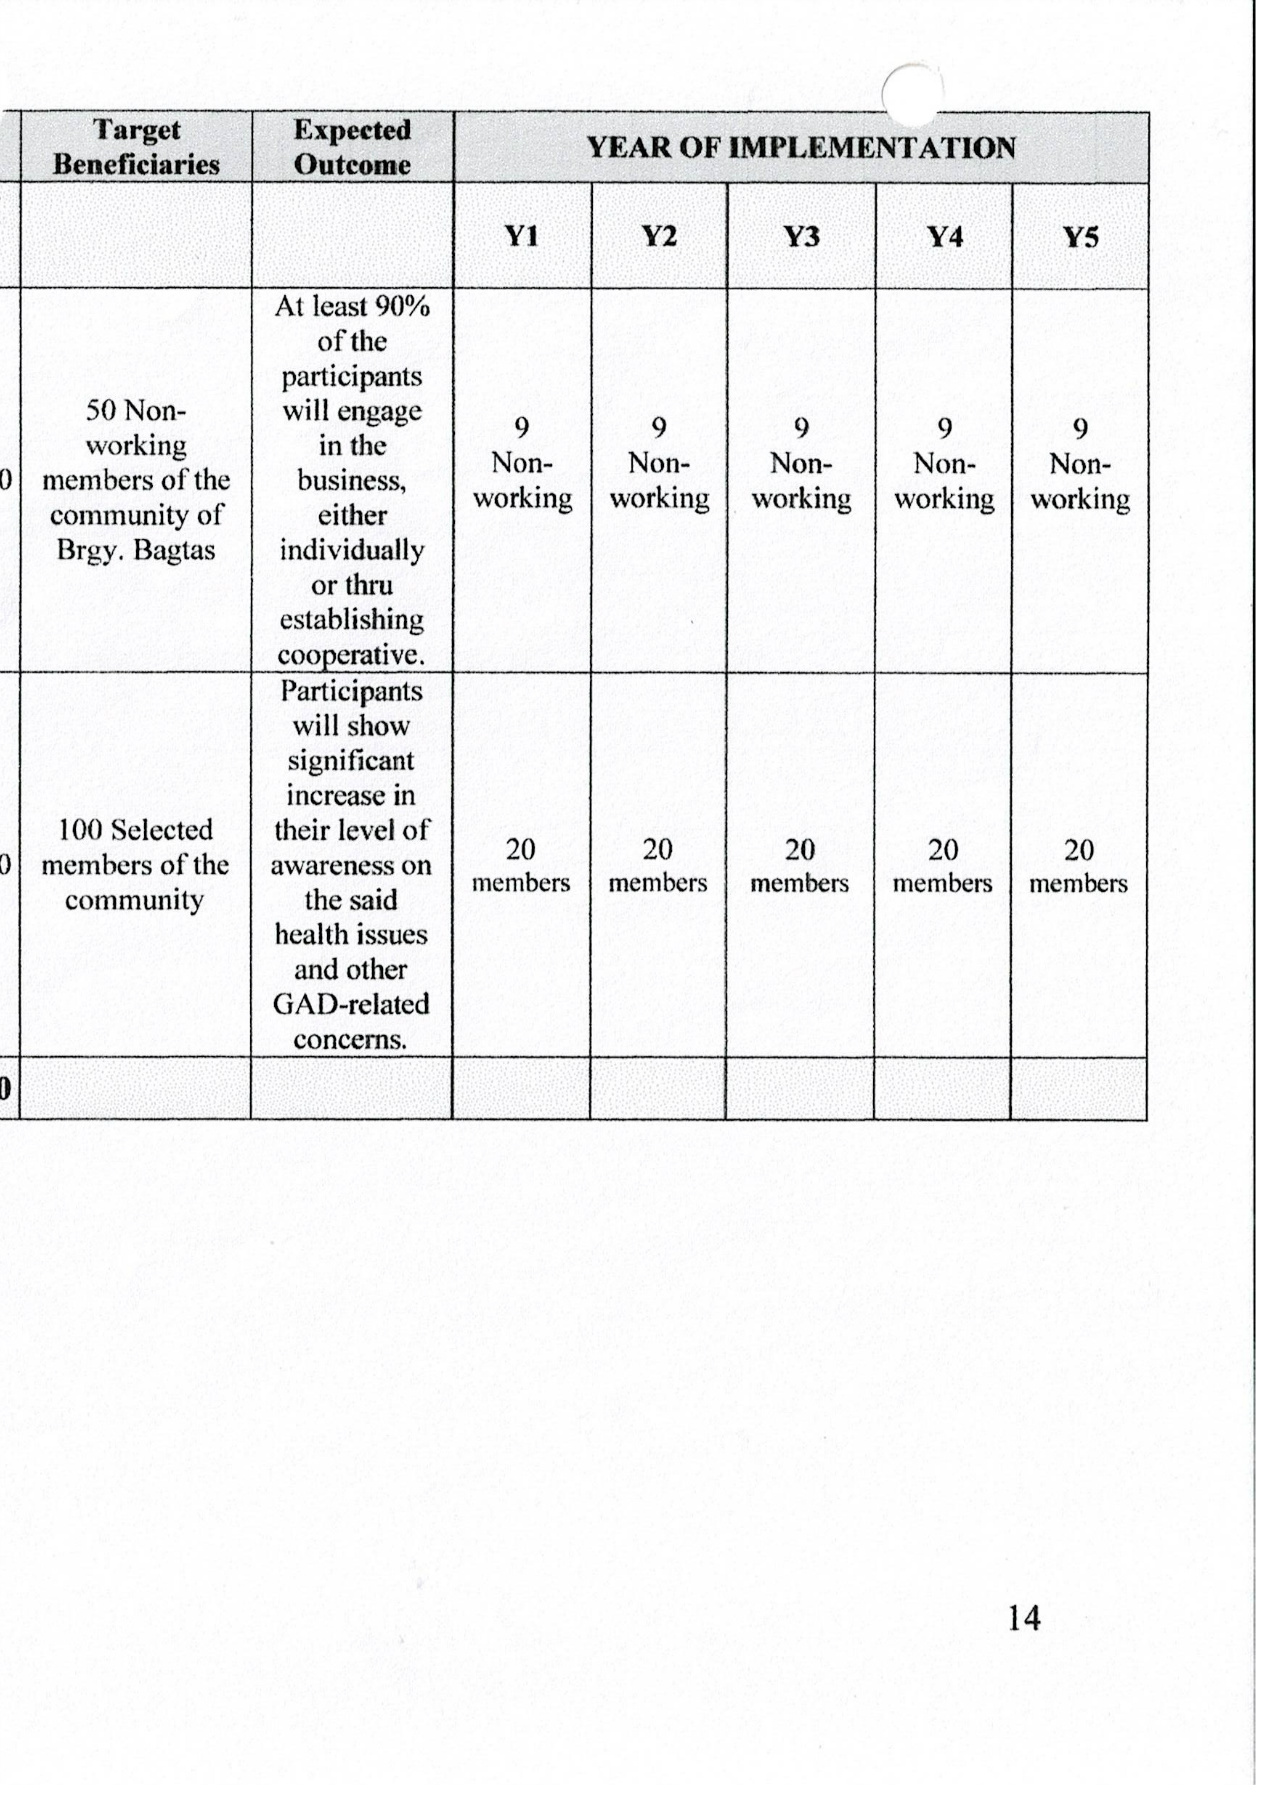 Target
Beneficiaries
Expected
Outcome
YEAR OF IMPLEMENTATION
Y1
Y2
Y3
Y4
Y5
0
50 Non-
working
members of the
community of
Brgy. Bagtas
At least 90%
of the
participants
will engage
in the
business,
either
individually
or thru
establishing
cooperative.
9
Non-
working
9
Non-
working
9
Non-
working
9
Non-
working
9
Non-
working
0
100 Selected
members of the
community
Participants
will show
significant
increase in
their level of
awareness on
the said
health issues
and other
GAD-related
concerns.
20
members
20
members
20
members
20
members
20
members
0
14